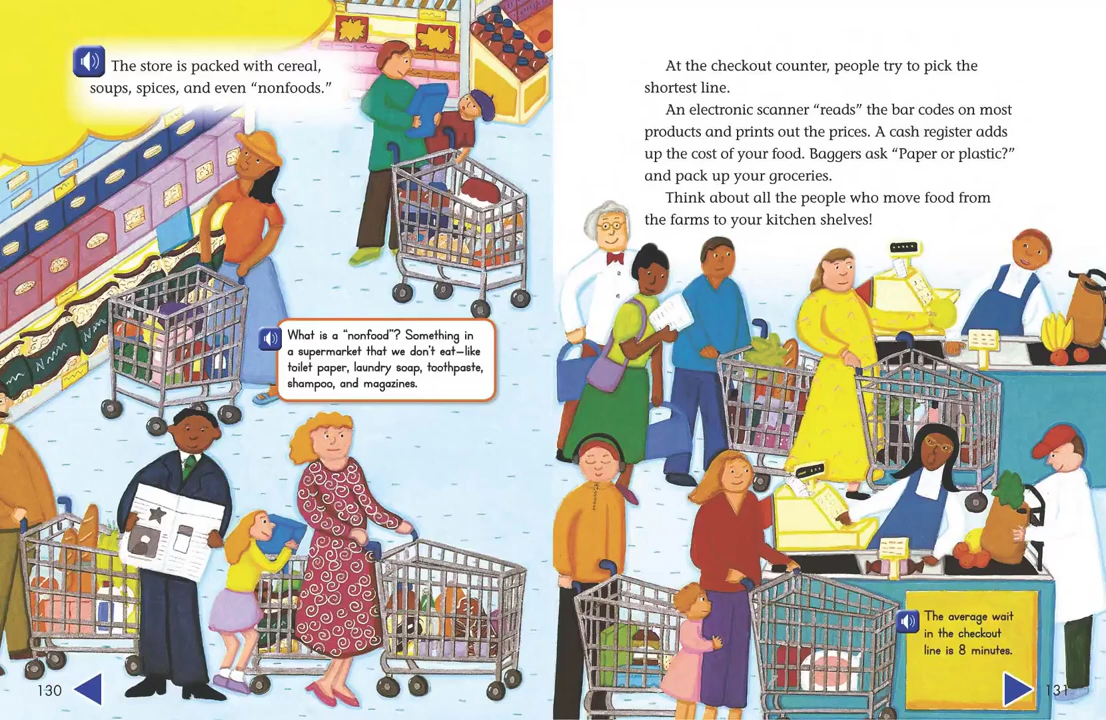 The store is packed with cereal,
soups, spices, and even “nonfoods.”
What is a “nonfood”? Something in
a supermarket that we don’t eat—like
toilet paper, laundry soap, toothpaste,
shampoo, and magazines.
130
At the checkout counter, people try to pick the
shortest line.
An electronic scanner “reads” the bar codes on most
products and prints out the prices. A cash register adds
up the cost of your food. Baggers ask “Paper or plastic?”
and pack up your groceries.
Think about all the people who move food from
the farms to your kitchen shelves!
The average wait
in the checkout
line is 8 minutes.
131